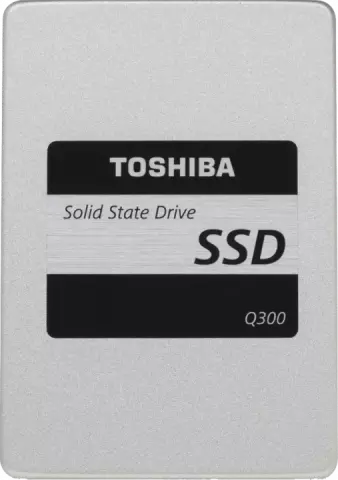 TOSHIBA
Solid State Drive
SSD
Q300